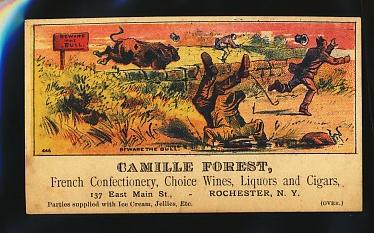 BEWARE
THE
BULL
444
BEWARE THE BULL.
CAMILLE FOREST,
French Confectionery, Choice Wines, Liquors and Cigars,
137 East Main St., - ROCHESTER, N. Y.
Parties supplied with Ice Cream, Jellies, Etc. (OVER.)